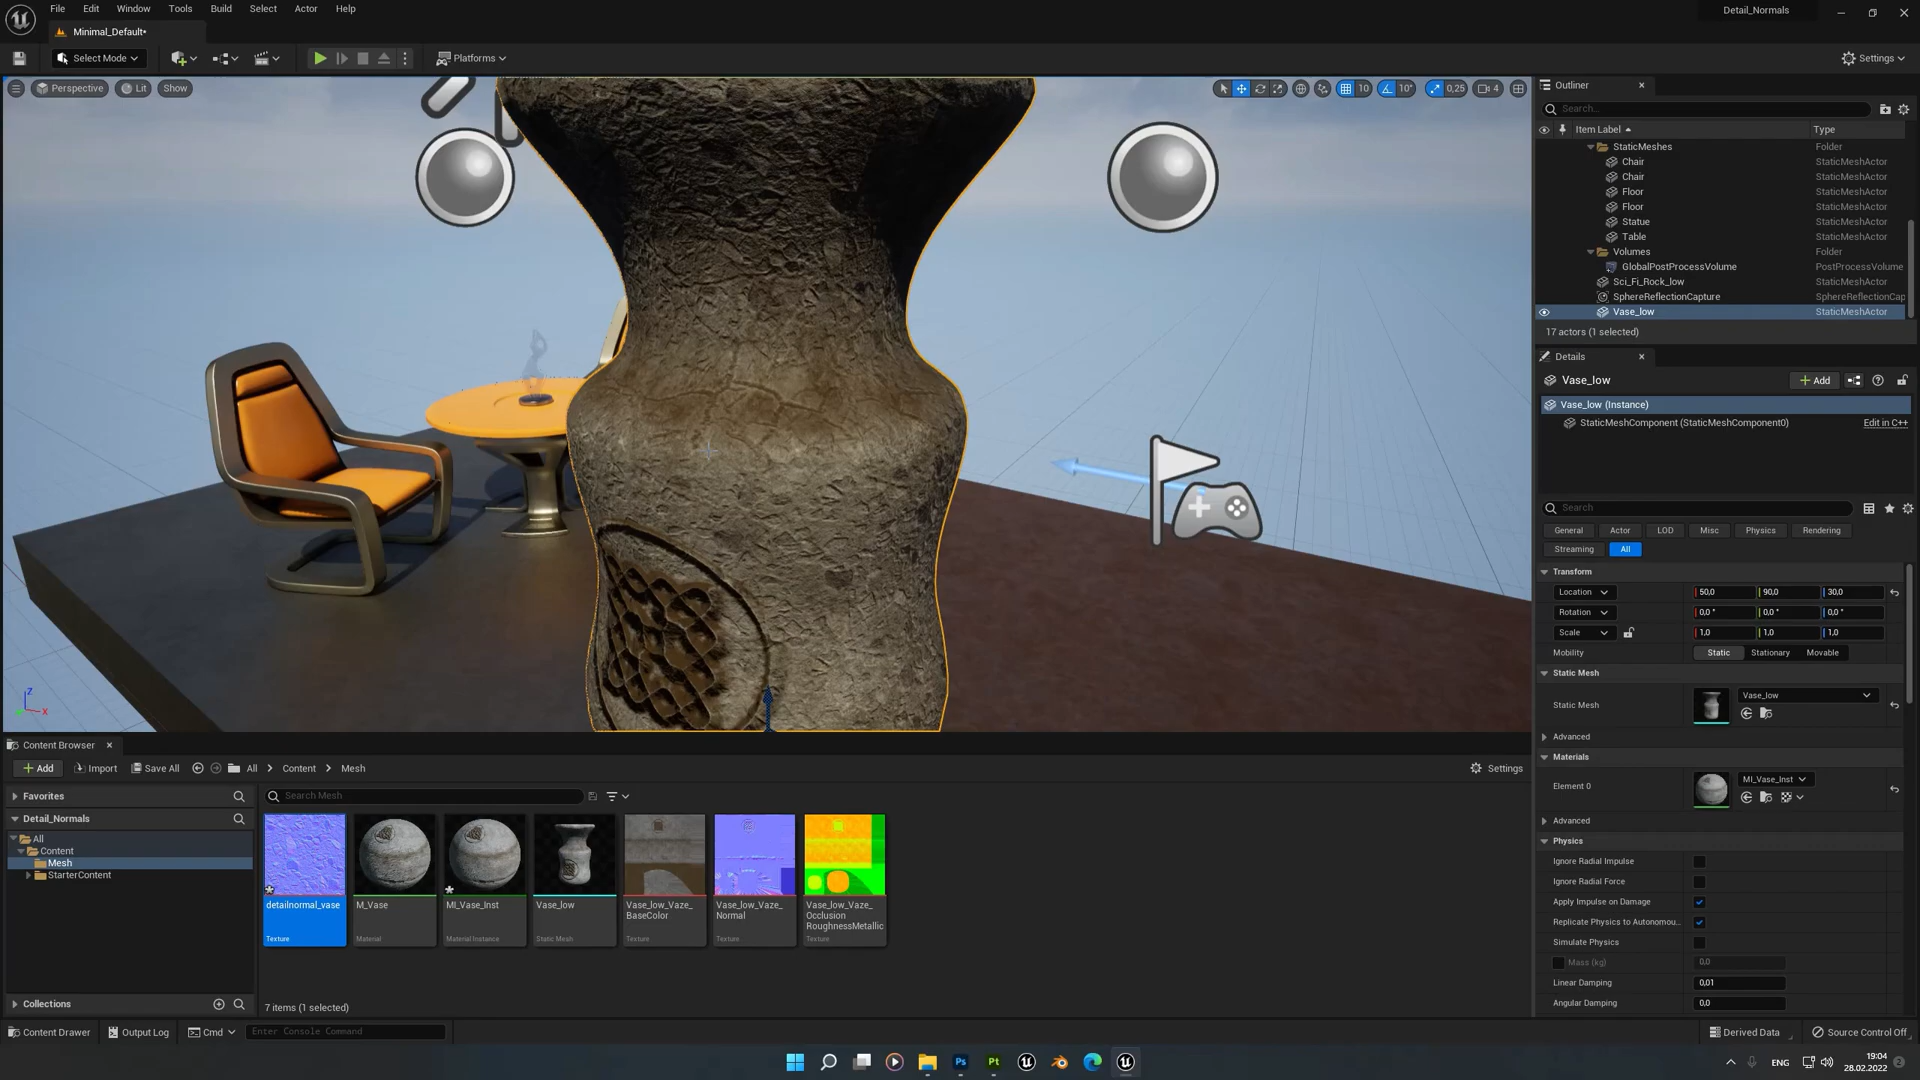 File Edit Window Tools Build Select Actor Help
Detail_Normals
Minimal_Default*
Select Mode
Platforms
Settings
Perspective Lit Show
10 10° 0,25 4
Outliner
Search...
Item Label Type
StaticMeshes Folder
Chair StaticMeshActor
Chair StaticMeshActor
Floor StaticMeshActor
Floor StaticMeshActor
Statue StaticMeshActor
Table StaticMeshActor
Volumes Folder
GlobalPostProcessVolume PostProcessVolume
Sci_Fi_Rock_low StaticMeshActor
SphereReflectionCapture SphereReflectionCap
Vase_low StaticMeshActor
17 actors (1 selected)
Details
Vase_low
Add
Vase_low (Instance)
StaticMeshComponent (StaticMeshComponent0) Edit in C++
Search
General Actor LOD Misc Physics Rendering
Streaming All
Transform
Location 50,0 90,0 30,0
Rotation 0,0 ° 0,0 ° 0,0 °
Scale 1,0 1,0 1,0
Mobility Static Stationary Movable
Static Mesh
Static Mesh Vase_low
Advanced
Materials
Element 0 MI_Vase_Inst
Advanced
Physics
Ignore Radial Impulse
Ignore Radial Force
Apply Impulse on Damage
Replicate Physics to Autonomou...
Simulate Physics
Mass (kg) 0,0
Linear Damping 0,01
Angular Damping 0,0
Z
X
Content Browser
Add Import Save All All Content Mesh Settings
Favorites
Search Mesh
Detail_Normals
All
Content
Mesh
StarterContent
Collections
detailnormal_vase
Texture
M_Vase
Material
MI_Vase_Inst
Material Instance
Vase_low
Static Mesh
Vase_low_Vaze_
BaseColor
Texture
Vase_low_Vaze_
Normal
Texture
Vase_low_Vaze_
Occlusion
RoughnessMetallic
Texture
7 items (1 selected)
Content Drawer Output Log Cmd Enter Console Command
Derived Data Source Control Off
Ps Pt
ENG
19:04
28.02.2022
2